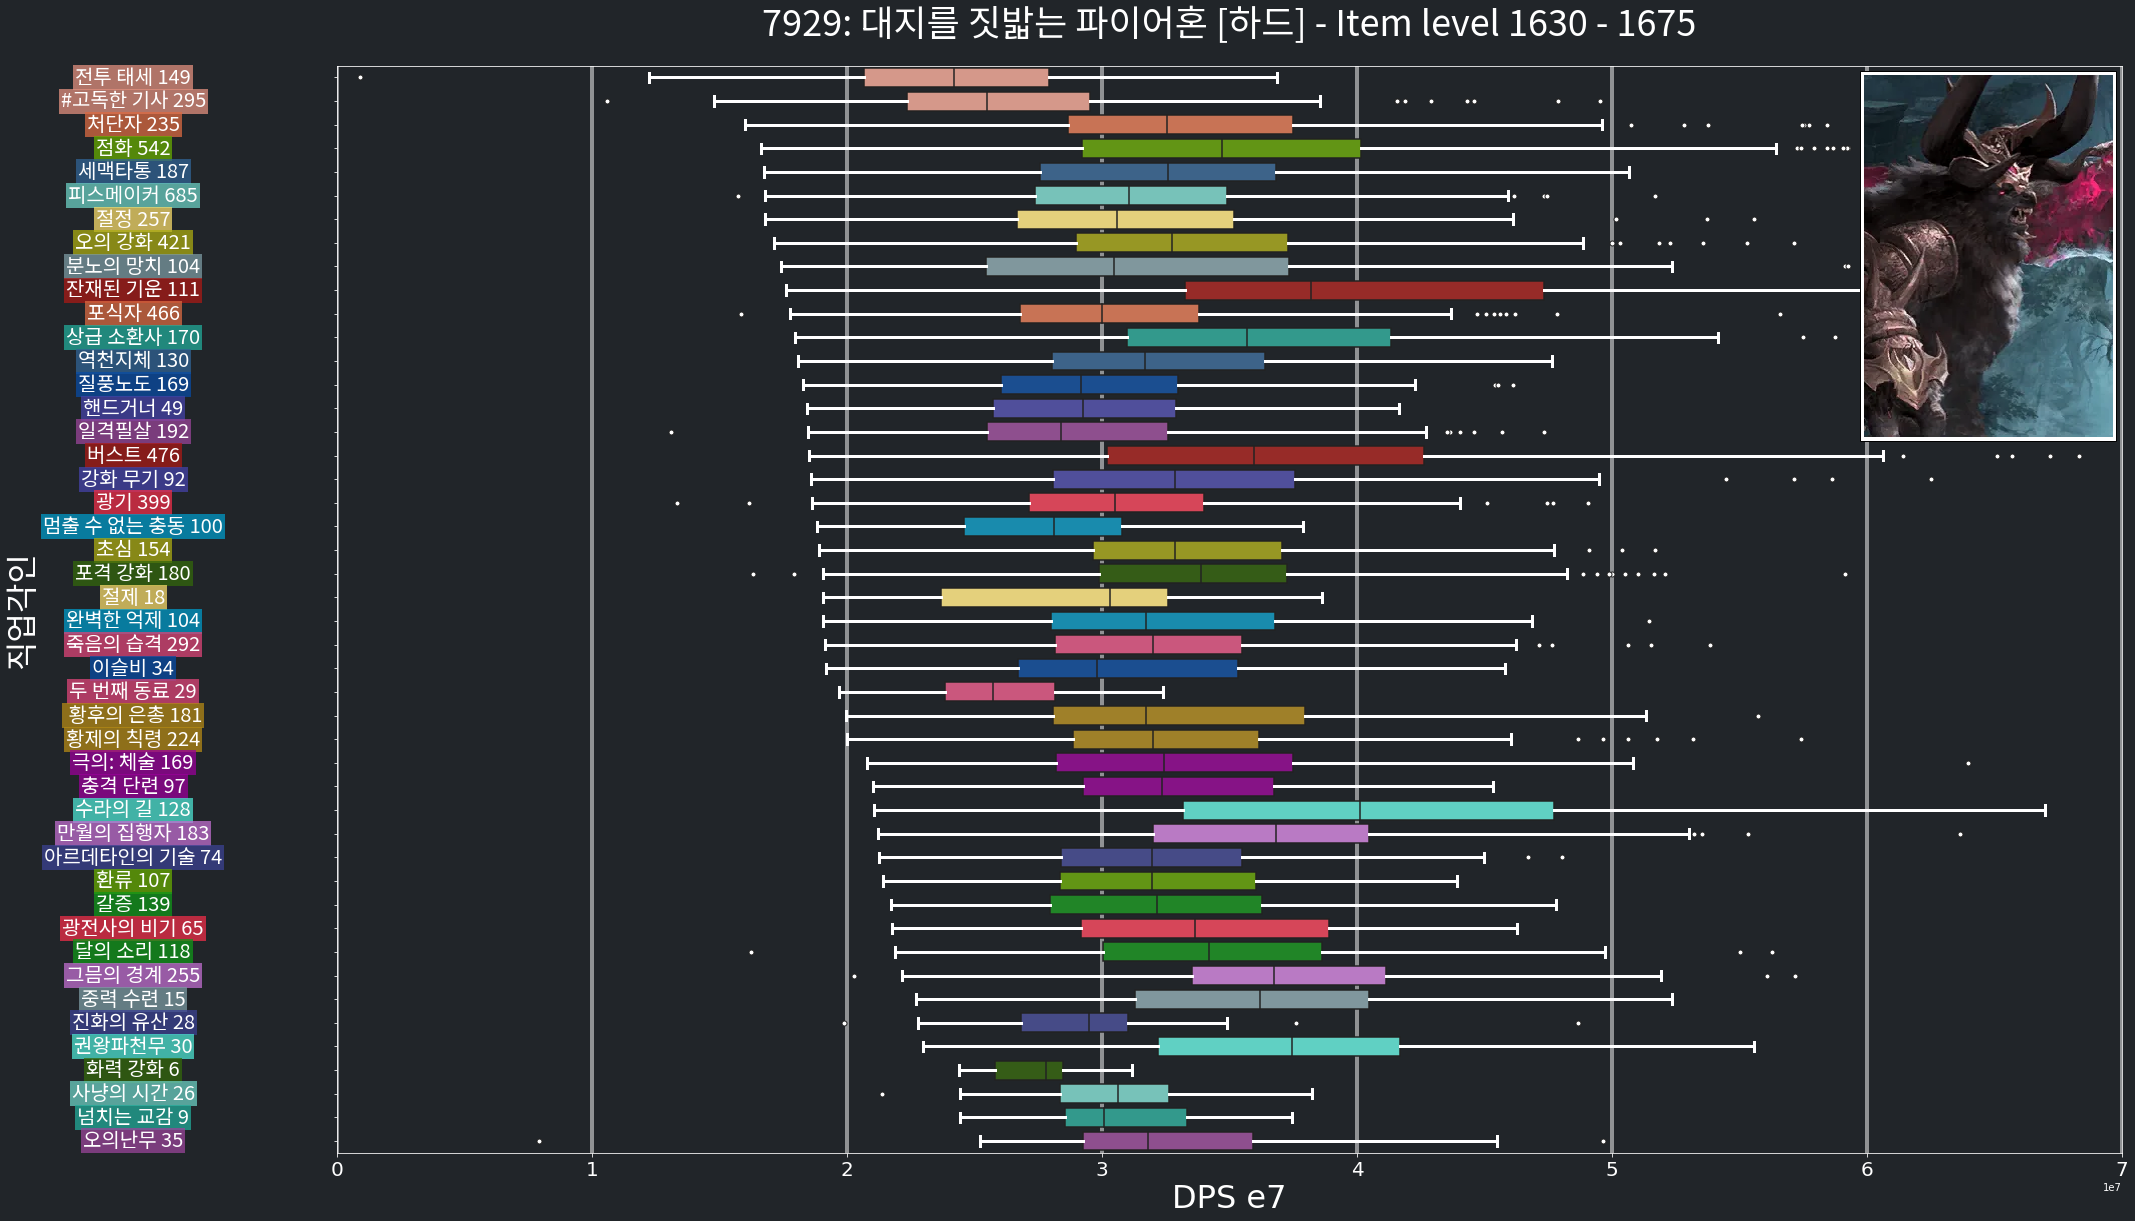 7929: 대지를 짓밟는 파이어혼 [하드] - Item level 1630 - 1675
전투 태세 149
#고독한 기사 295
처단자 235
점화 542
세맥타통 187
피스메이커 685
절정 257
오의 강화 421
분노의 망치 104
잔재된 기운 111
포식자 466
상급 소환사 170
역천지체 130
질풍노도 169
핸드거너 49
일격필살 192
버스트 476
강화 무기 92
광기 399
멈출 수 없는 충동 100
초심 154
포격 강화 180
절제 18
완벽한 억제 104
죽음의 습격 292
이슬비 34
두 번째 동료 29
황후의 은총 181
황제의 칙령 224
극의: 체술 169
충격 단련 97
수라의 길 128
만월의 집행자 183
아르데타인의 기술 74
환류 107
갈증 139
광전사의 비기 65
달의 소리 118
그믐의 경계 255
중력 수련 15
진화의 유산 28
권왕파천무 30
화력 강화 6
사냥의 시간 26
넘치는 교감 9
오의난무 35
직업각인
0 1 2 3 4 5 6 7
1e7
DPS e7